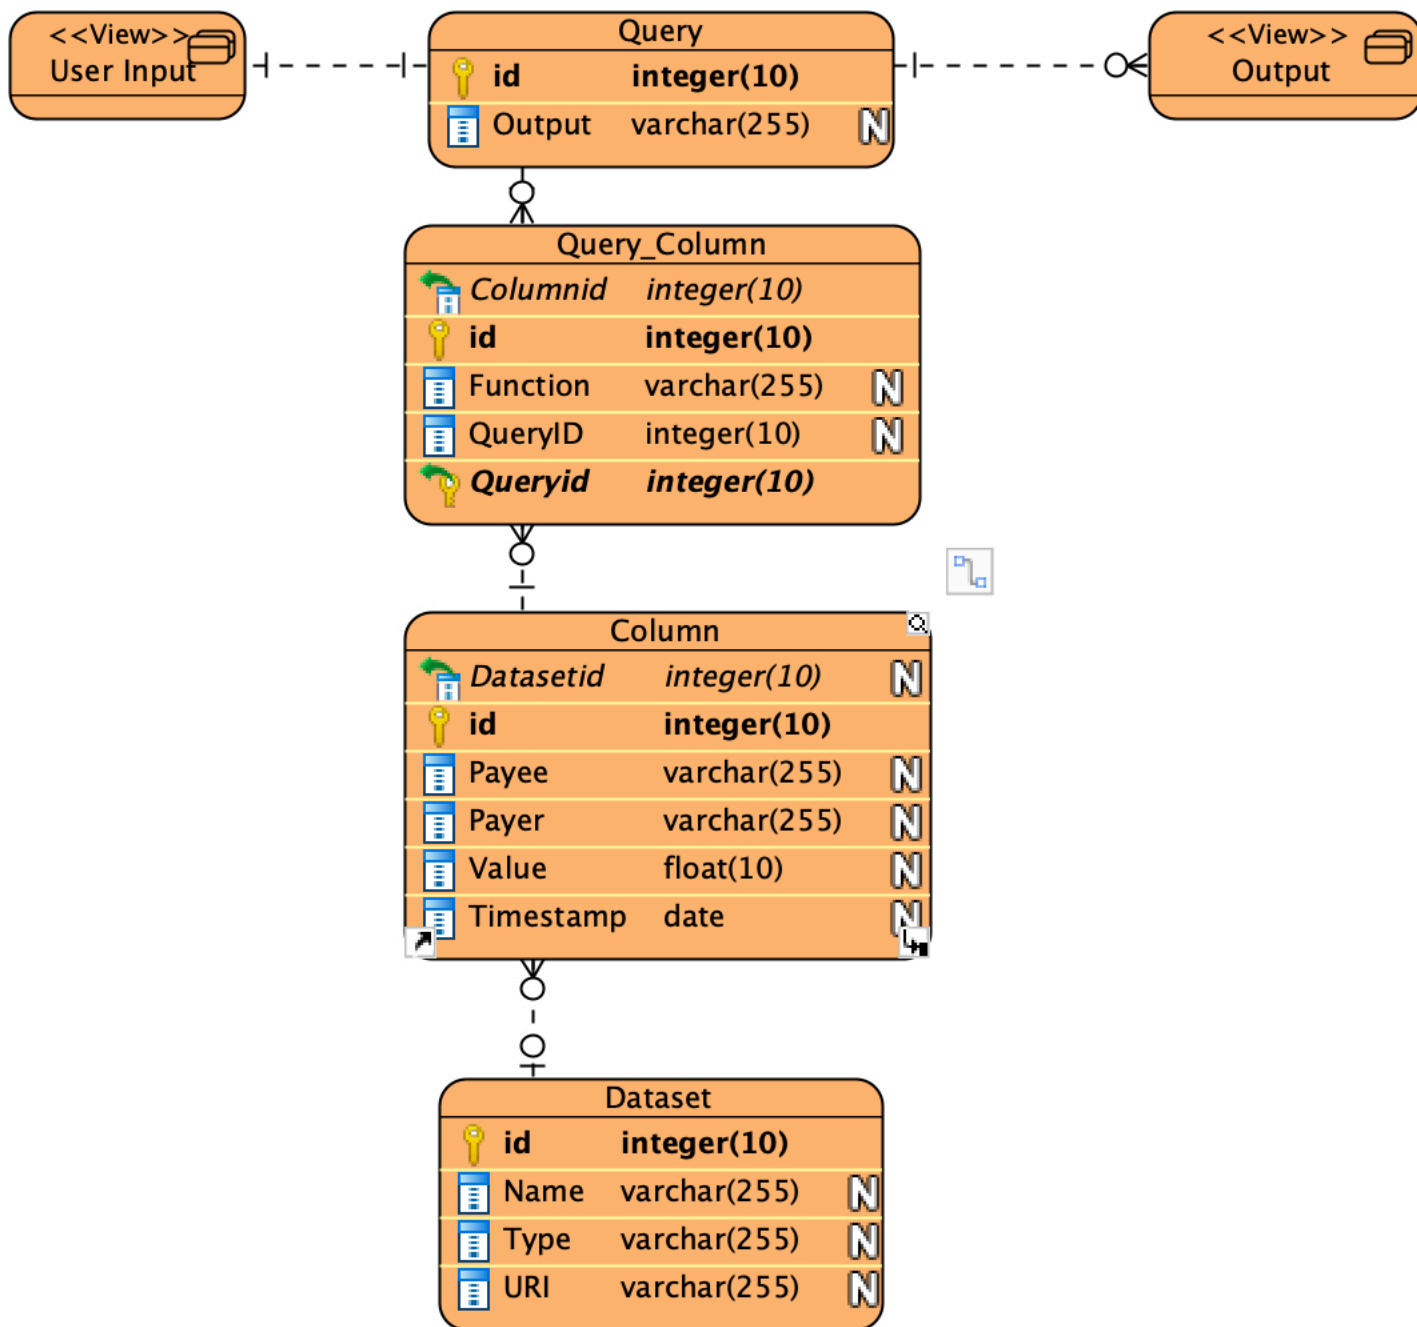 <<View>>
User Input
Query
id integer(10)
Output varchar(255) N
<<View>>
Output
Query_Column
Columnid integer(10)
id integer(10)
Function varchar(255) N
QueryID integer(10) N
Queryid integer(10)
Column
Datasetid integer(10) N
id integer(10)
Payee varchar(255) N
Payer varchar(255) N
Value float(10) N
Timestamp date N
Dataset
id integer(10)
Name varchar(255) N
Type varchar(255) N
URI varchar(255) N